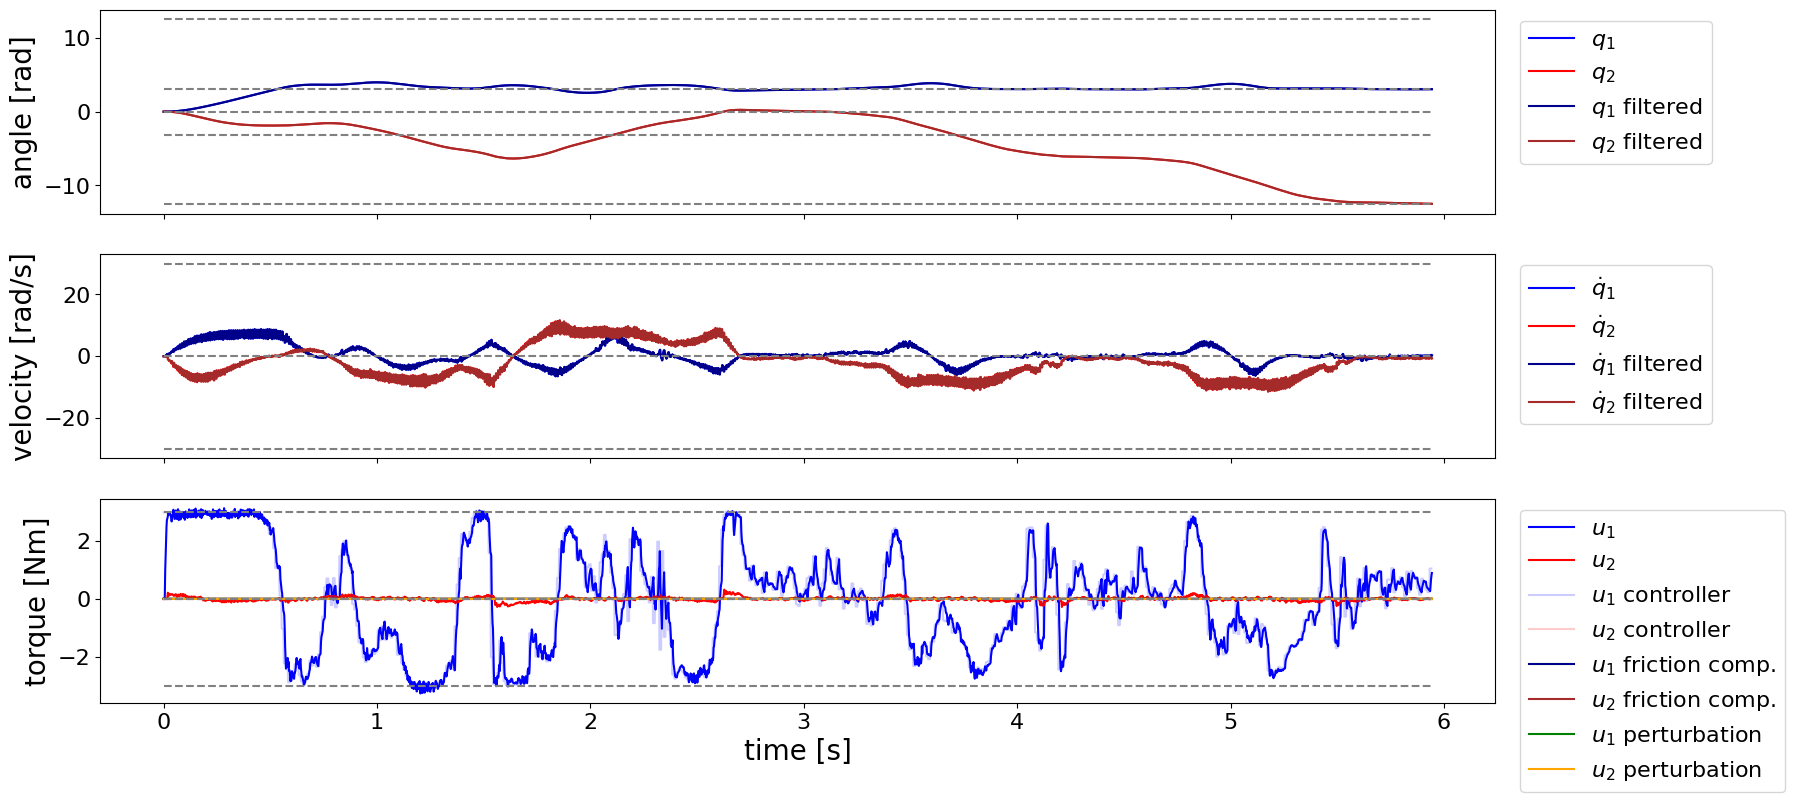 angle [rad]
10
0
−10
q₁
q₂
q₁ filtered
q₂ filtered
velocity [rad/s]
20
0
−20
q̇₁
q̇₂
q̇₁ filtered
q̇₂ filtered
torque [Nm]
2
0
−2
0 1 2 3 4 5 6
time [s]
u₁
u₂
u₁ controller
u₂ controller
u₁ friction comp.
u₂ friction comp.
u₁ perturbation
u₂ perturbation